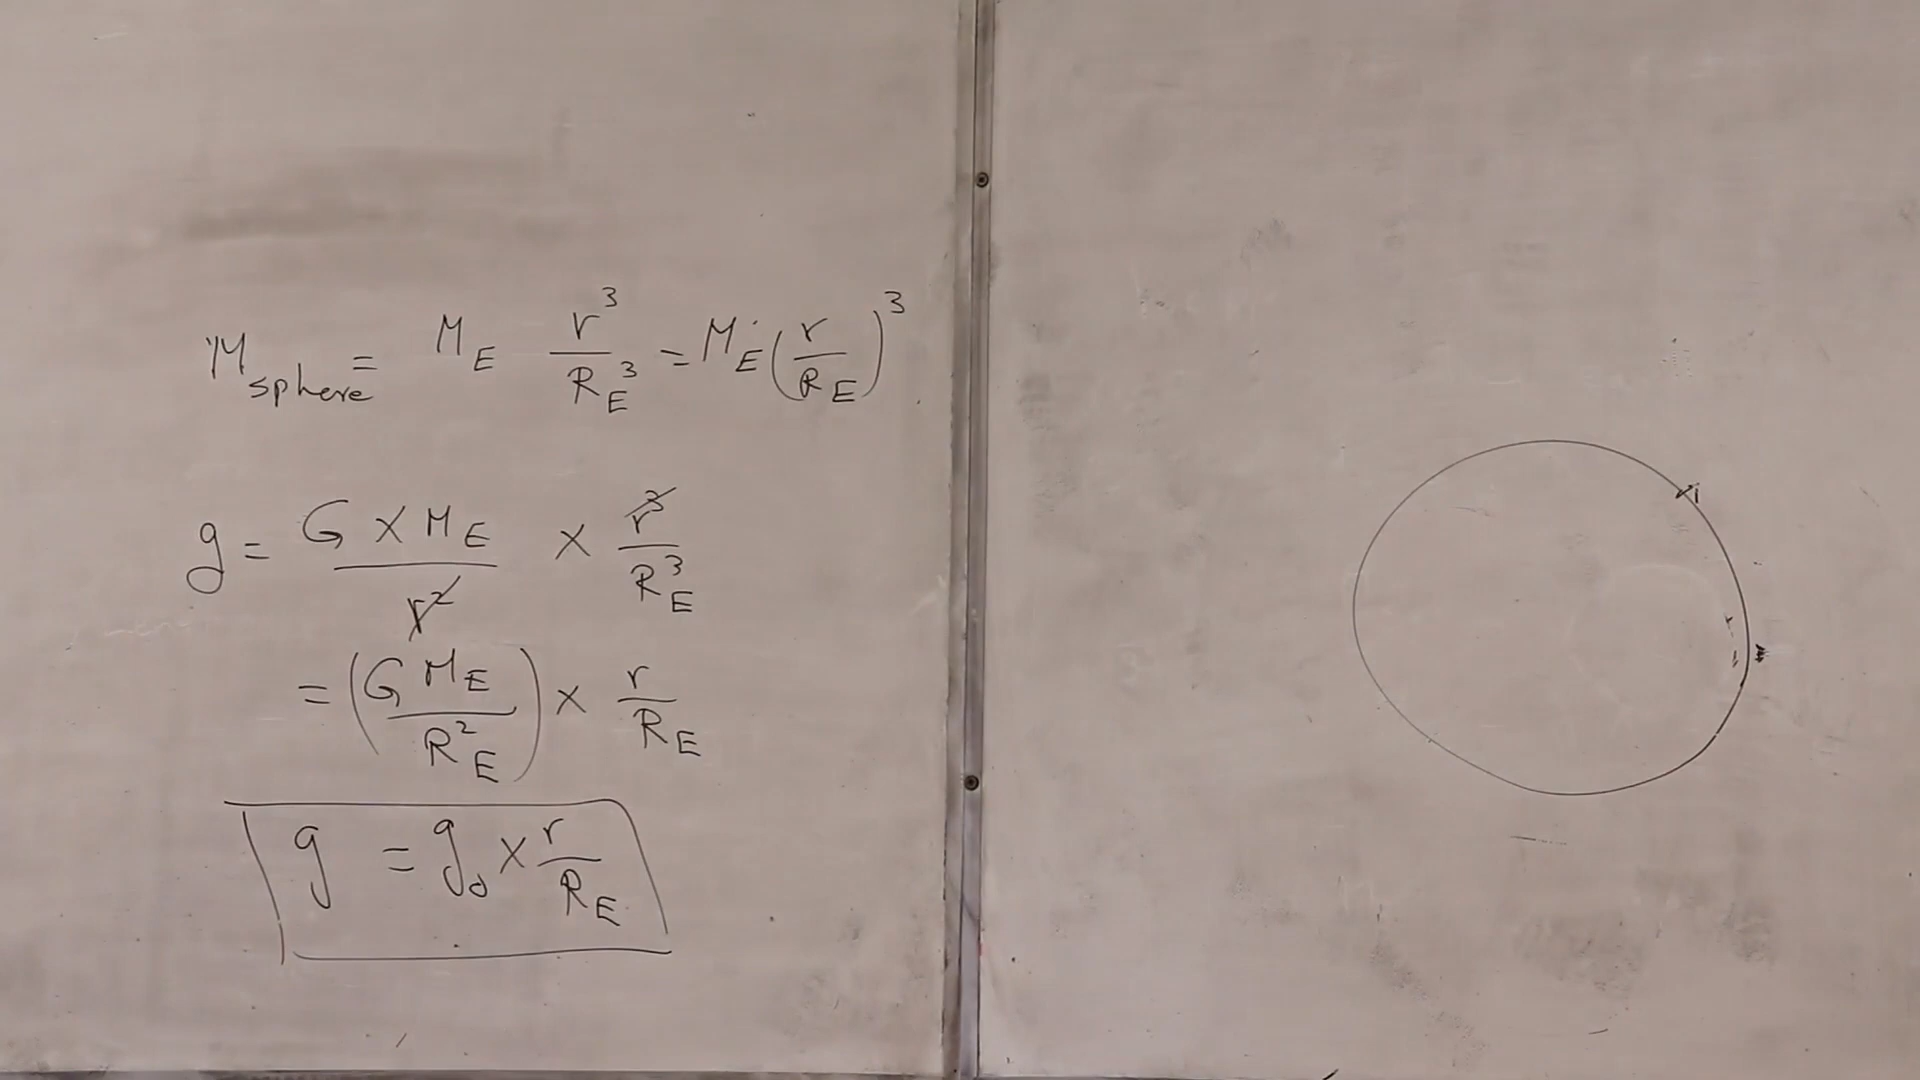 M_sphere = M_E r³/R_E³ = M_E (r/R_E)³
g = G × M_E / r² × r³/R_E³
= (G M_E / R_E²) × r/R_E
g = g₀ × r/R_E